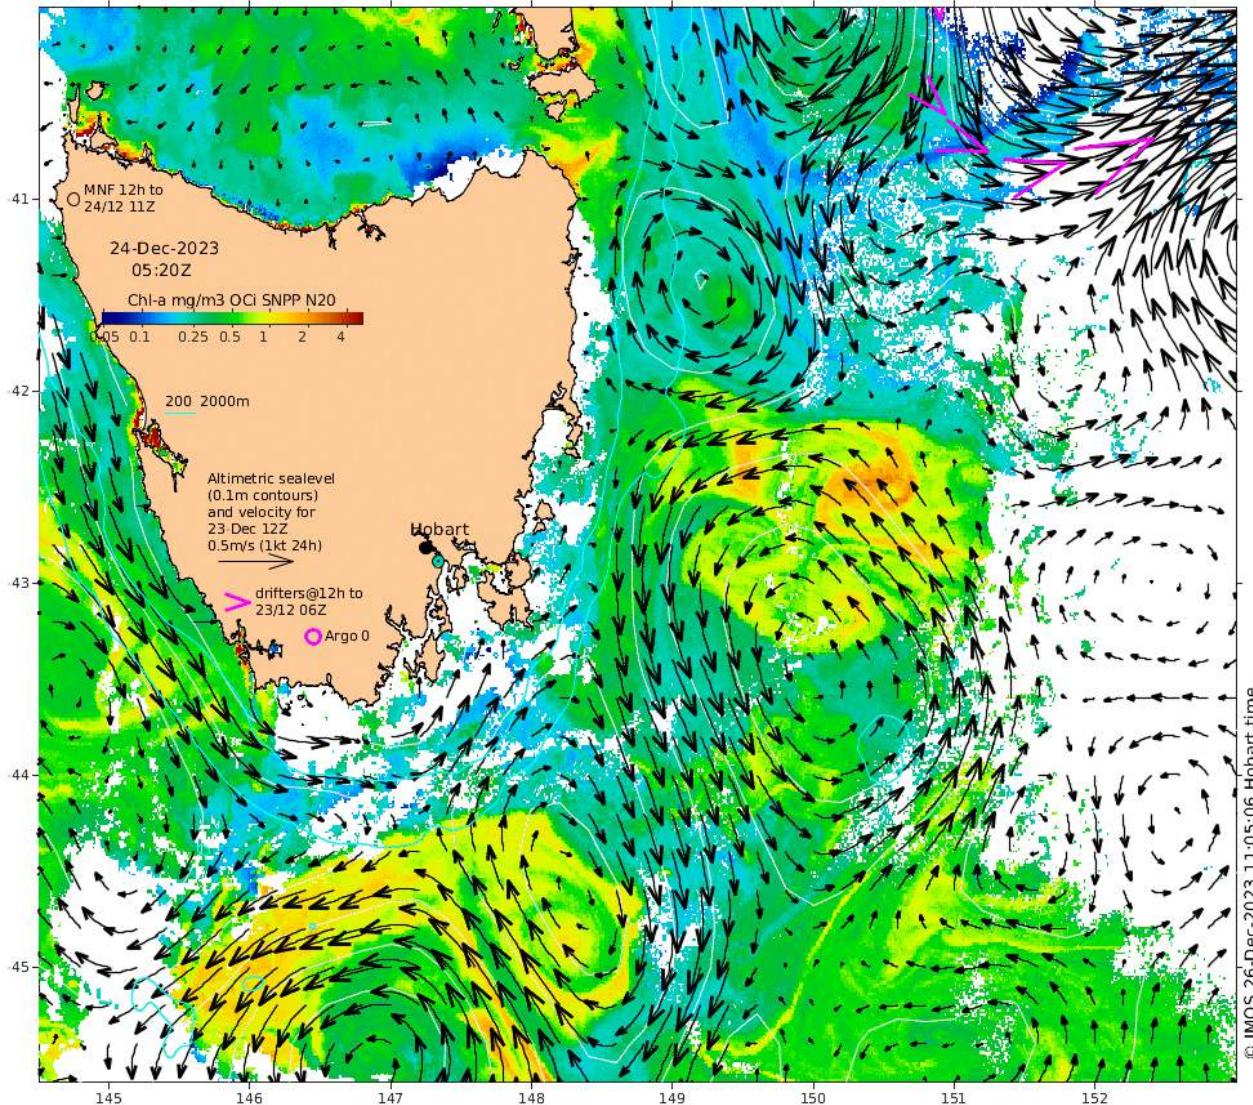 -41
-42
-43
-44
-45
MNF 12h to
24/12 11Z
24-Dec-2023
05:20Z
Chl-a mg/m3 OCi SNPP N20
0.05 0.1 0.25 0.5 1 2 4
200 2000m
Altimetric sealevel
(0.1m contours)
and velocity for
23-Dec 12Z
0.5m/s (1kt 24h)
Hobart
drifters@12h to
23/12 06Z
Argo 0
145 146 147 148 149 150 151 152
© IMOS 26-Dec-2023 11:05:06 Hobart time